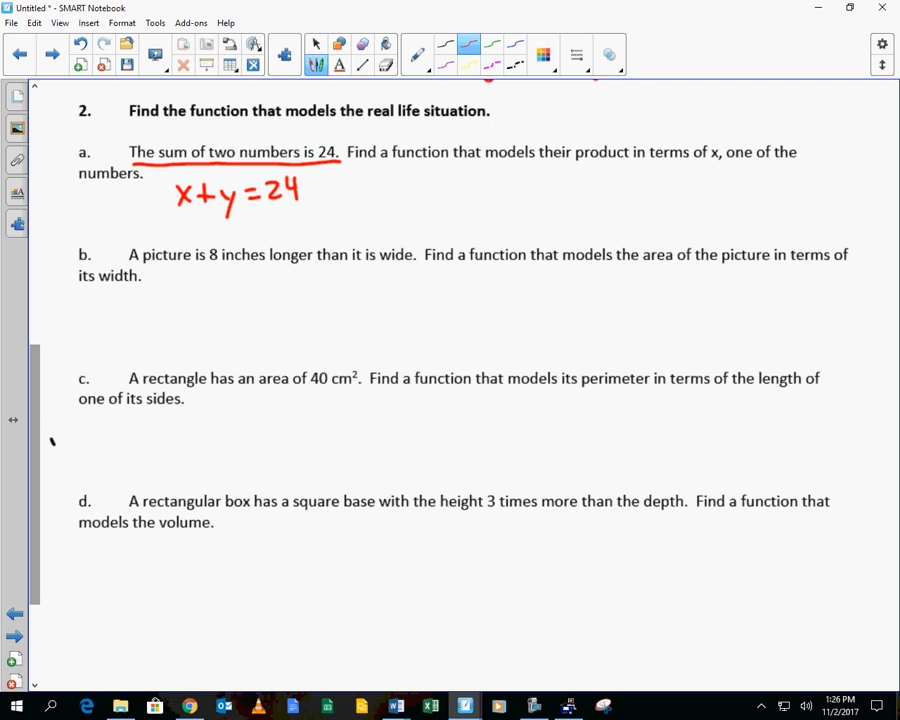 Untitled * - SMART Notebook
File Edit View Insert Format Tools Add-ons Help
2. Find the function that models the real life situation.
a. The sum of two numbers is 24. Find a function that models their product in terms of x, one of the
numbers.
x+y=24
b. A picture is 8 inches longer than it is wide. Find a function that models the area of the picture in terms of
its width.
c. A rectangle has an area of 40 cm². Find a function that models its perimeter in terms of the length of
one of its sides.
d. A rectangular box has a square base with the height 3 times more than the depth. Find a function that
models the volume.
1:26 PM
11/2/2017